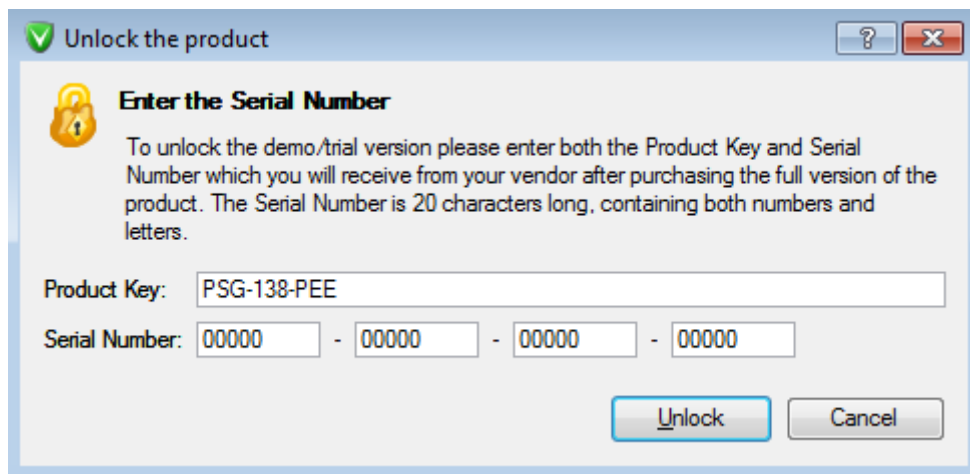 Unlock the product
?
Enter the Serial Number
To unlock the demo/trial version please enter both the Product Key and Serial
Number which you will receive from your vendor after purchasing the full version of the
product. The Serial Number is 20 characters long, containing both numbers and
letters.
Product Key: PSG-138-PEE
Serial Number: 00000 - 00000 - 00000 - 00000
Unlock Cancel